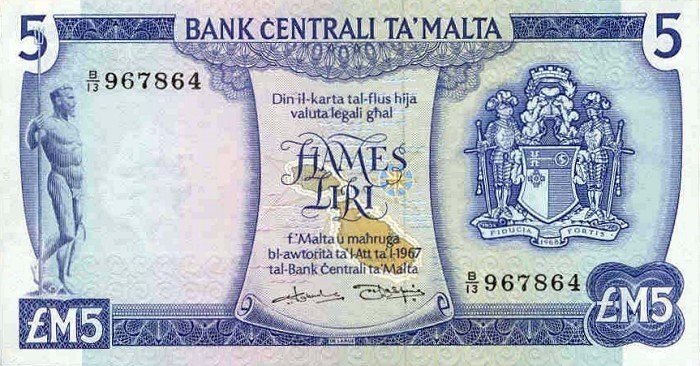 5 BANK ĊENTRALI TA' MALTA 5
B/13 967864
Din il-karta tal-flus hija
valuta legali għal
ĦAMES
LIRI
f'Malta u maħruġa
bl-awtorità ta' l-Att ta' l-1967
tal-Bank Ċentrali ta' Malta
FIDUCIA FORTIS
1968
B/13 967864
£M5 £M5